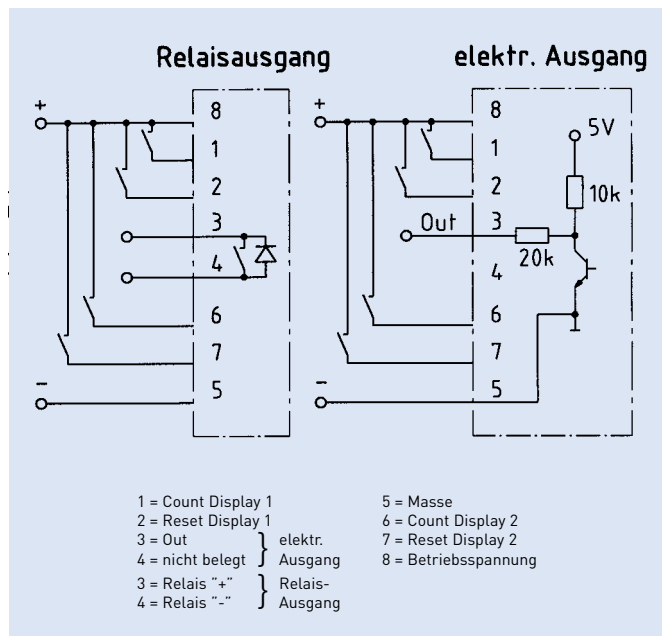 Relaisausgang
+
8
1
2
3
4
6
7
-
5
elektr. Ausgang
+
8
5V
1
2
10k
Out
3
20k
4
6
7
-
5
1 = Count Display 1
2 = Reset Display 1
3 = Out
4 = nicht belegt
} elektr.
Ausgang
3 = Relais "+"
4 = Relais "-"
} Relais-
Ausgang
5 = Masse
6 = Count Display 2
7 = Reset Display 2
8 = Betriebsspannung